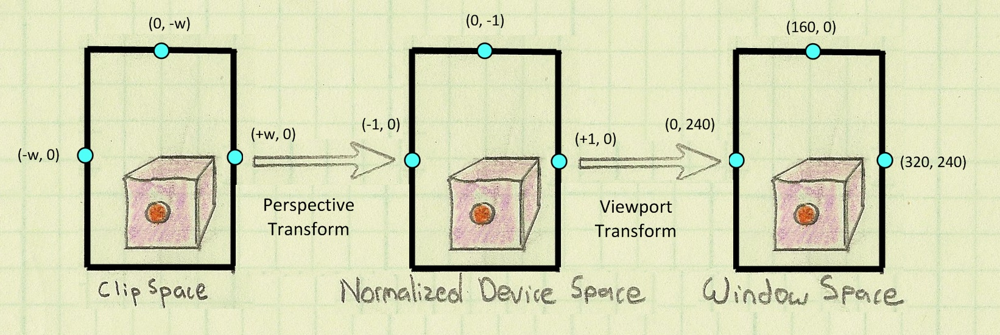 (0, -w)
(-w, 0)
(+w, 0)
Clip Space
Perspective
Transform
(0, -1)
(-1, 0)
(+1, 0)
Normalized Device Space
Viewport
Transform
(160, 0)
(0, 240)
(320, 240)
Window Space